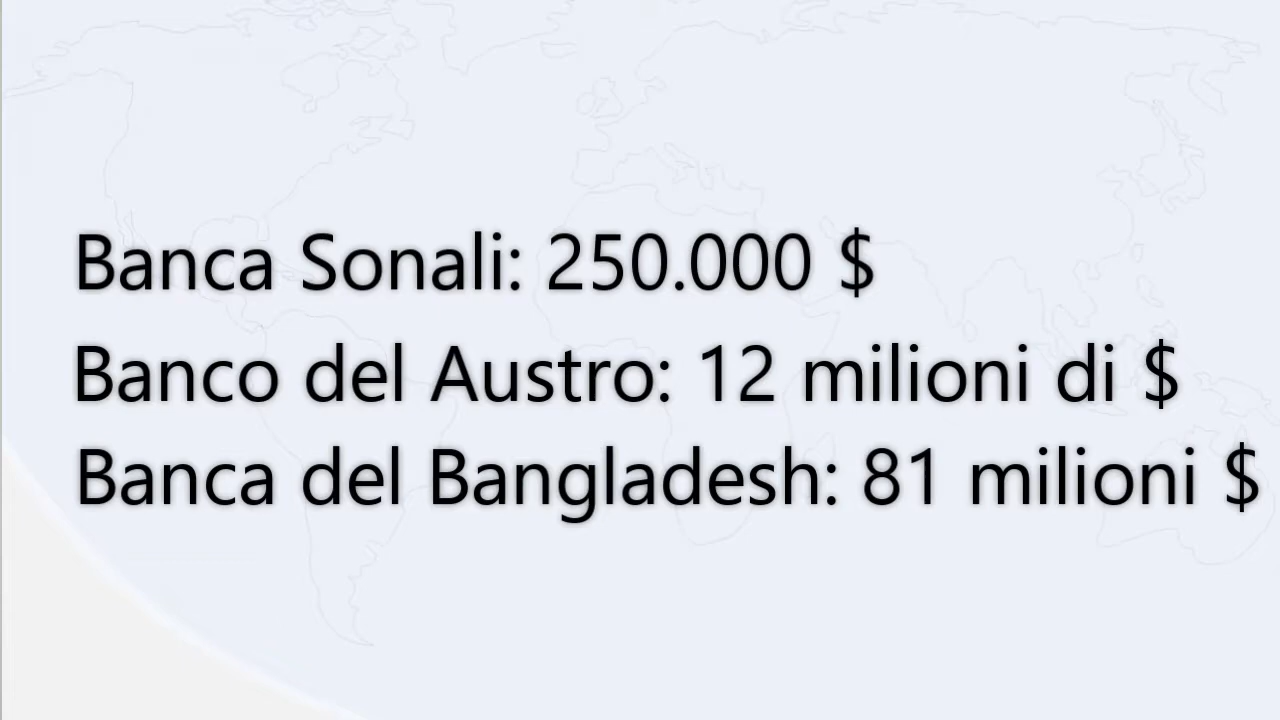 Banca Sonali: 250.000 $
Banco del Austro: 12 milioni di $
Banca del Bangladesh: 81 milioni $